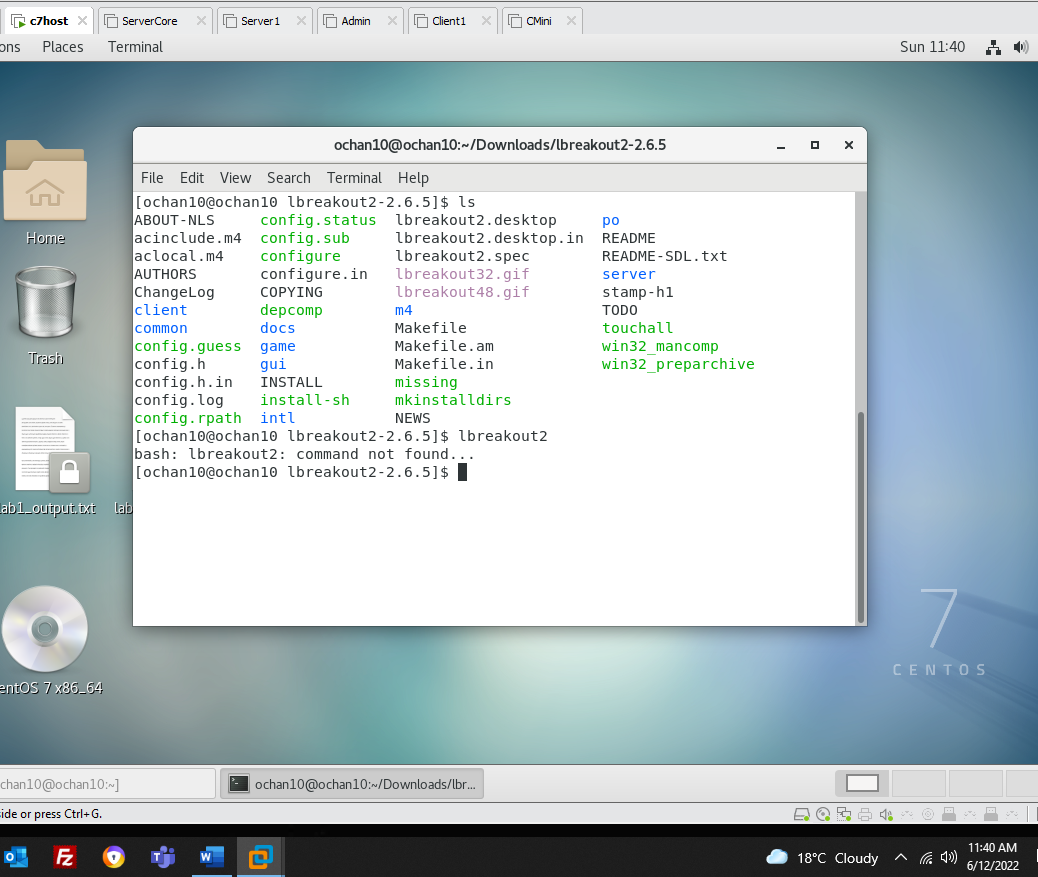 c7host ServerCore Server1 Admin Client1 CMini
ons Places Terminal Sun 11:40
ochan10@ochan10:~/Downloads/lbreakout2-2.6.5
File Edit View Search Terminal Help
[ochan10@ochan10 lbreakout2-2.6.5]$ ls
ABOUT-NLS config.status lbreakout2.desktop po
acinclude.m4 config.sub lbreakout2.desktop.in README
aclocal.m4 configure lbreakout2.spec README-SDL.txt
AUTHORS configure.in lbreakout32.gif server
ChangeLog COPYING lbreakout48.gif stamp-h1
client depcomp m4 TODO
common docs Makefile touchall
config.guess game Makefile.am win32_mancomp
config.h gui Makefile.in win32_preparchive
config.h.in INSTALL missing
config.log install-sh mkinstalldirs
config.rpath intl NEWS
[ochan10@ochan10 lbreakout2-2.6.5]$ lbreakout2
bash: lbreakout2: command not found...
[ochan10@ochan10 lbreakout2-2.6.5]$
Home
Trash
ab1_output.txt lab
entOS 7 x86_64
7
CENTOS
chan10@ochan10:~] ochan10@ochan10:~/Downloads/lbr...
side or press Ctrl+G.
18°C Cloudy
11:40 AM
6/12/2022